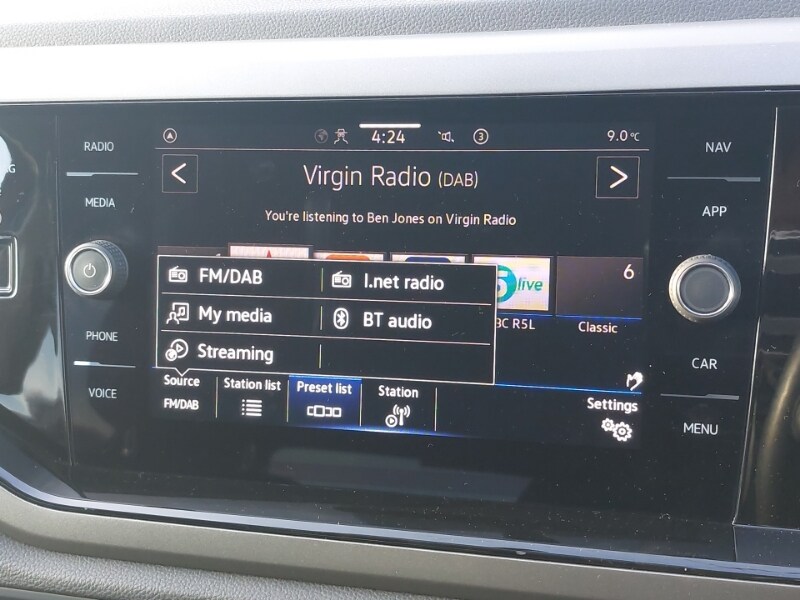 RADIO
MEDIA
PHONE
VOICE
4:24
3
9.0°C
Virgin Radio (DAB)
You're listening to Ben Jones on Virgin Radio
FM/DAB
I.net radio
My media
BT audio
Streaming
5 live
6
BC R5L
Classic
Source
FM/DAB
Station list
Preset list
Station
Settings
NAV
APP
CAR
MENU